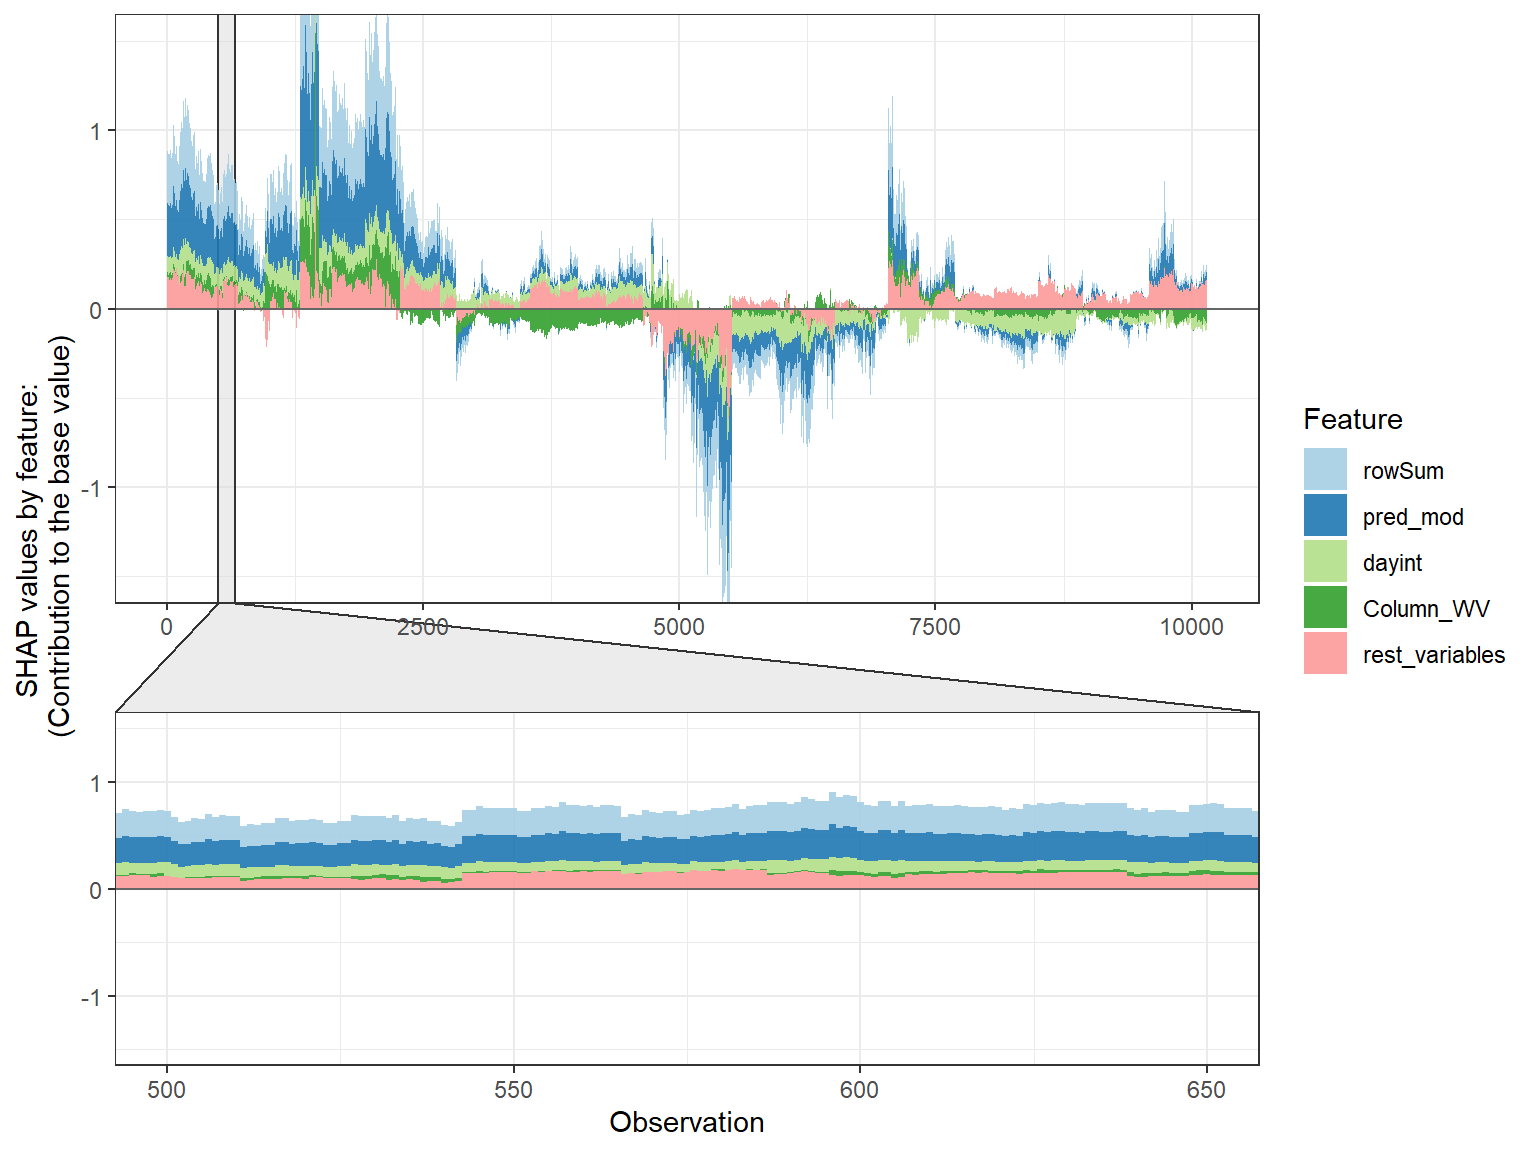 SHAP values by feature:
(Contribution to the base value)
1
0
-1
0
2500
5000
7500
10000
1
0
-1
500
550
600
650
Observation
Feature
rowSum
pred_mod
dayint
Column_WV
rest_variables